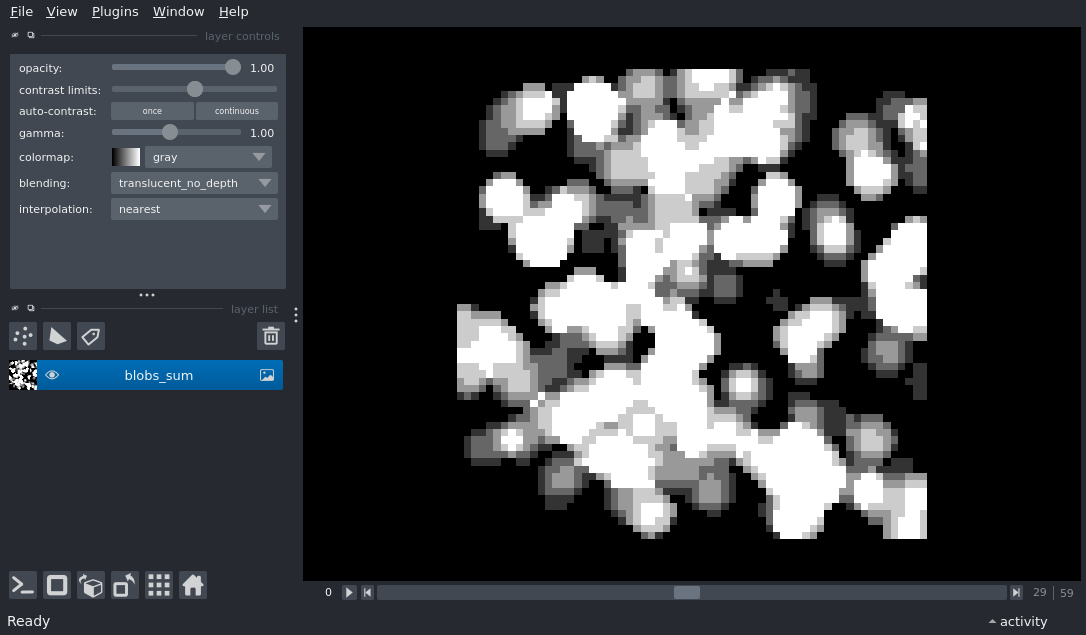 File View Plugins Window Help
layer controls
opacity: 1.00
contrast limits:
auto-contrast: once continuous
gamma: 1.00
colormap: gray
blending: translucent_no_depth
interpolation: nearest
layer list
blobs_sum
0 29 59
Ready activity